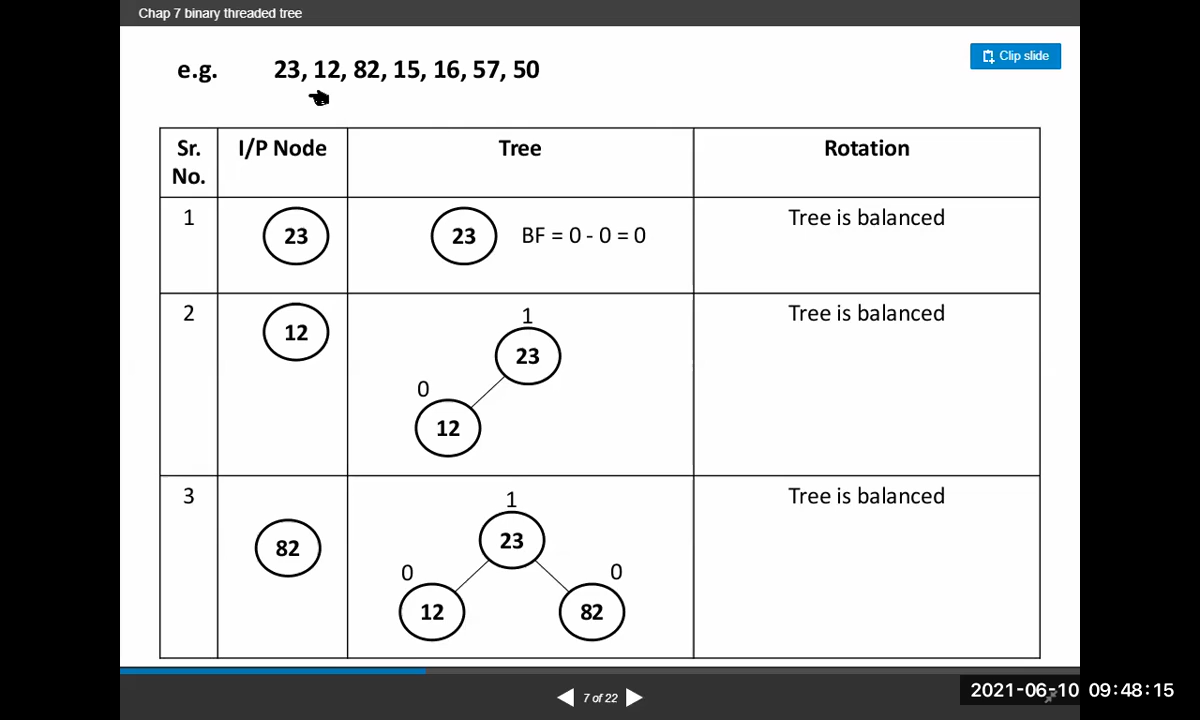 Chap 7 binary threaded tree
Clip slide
e.g. 23, 12, 82, 15, 16, 57, 50
Sr. No. I/P Node Tree Rotation
1 23 23 BF = 0 - 0 = 0 Tree is balanced
2 12 Tree is balanced
1
23
0
12
3 82 Tree is balanced
1
23
0 0
12 82
7 of 22
2021-06-10 09:48:15